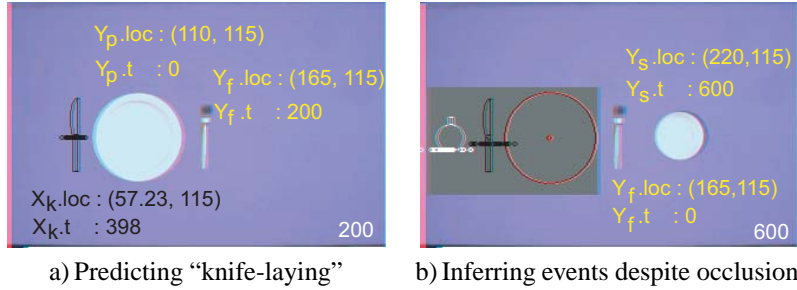 Yp.loc : (110, 115)
Yp.t : 0
Yf.loc : (165, 115)
Yf.t : 200
Xk.loc : (57.23, 115)
Xk.t : 398
200
a) Predicting “knife-laying”
Ys.loc : (220,115)
Ys.t : 600
Yf.loc : (165,115)
Yf.t : 0
600
b) Inferring events despite occlusion